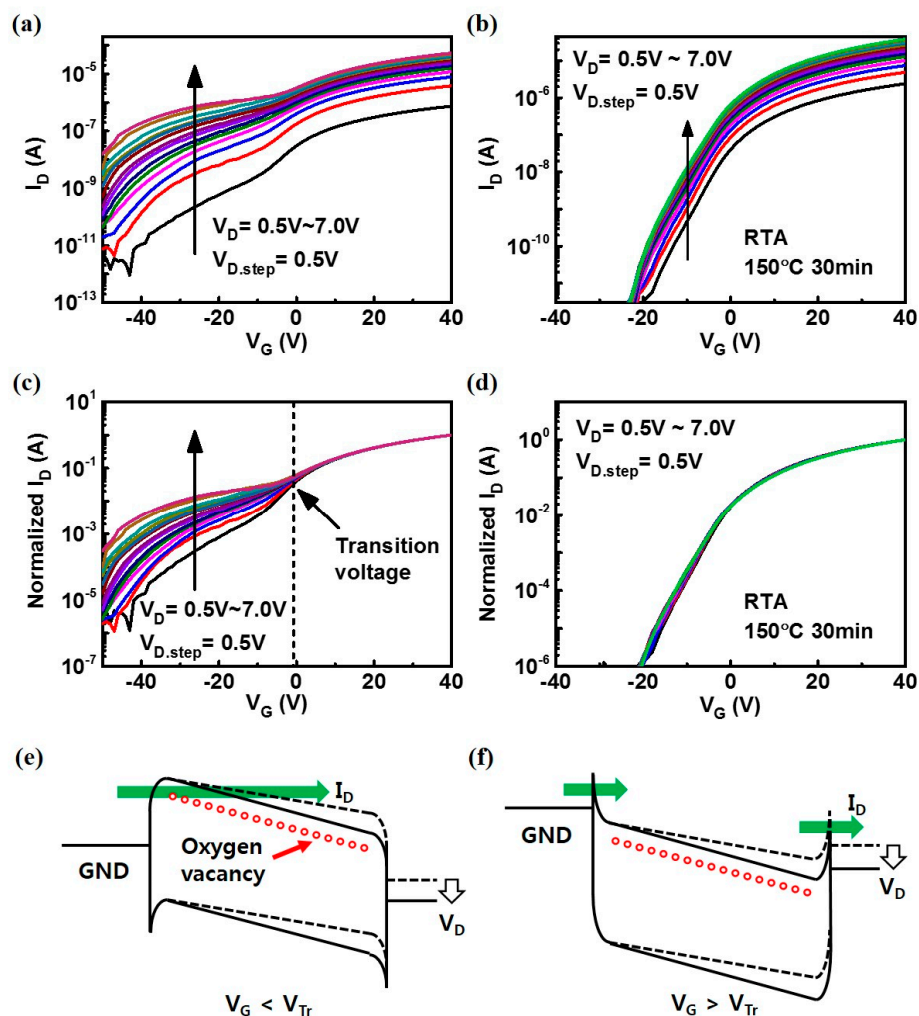 (a)
10⁻⁵
10⁻⁷
10⁻⁹
10⁻¹¹
10⁻¹³
I_D (A)
V_D= 0.5V~7.0V
V_D.step= 0.5V
-40 -20 0 20 40
V_G (V)
(b)
10⁻⁶
10⁻⁸
10⁻¹⁰
I_D (A)
V_D= 0.5V ~ 7.0V
V_D.step= 0.5V
RTA
150°C 30min
-40 -20 0 20 40
V_G (V)
(c)
10¹
10⁻¹
10⁻³
10⁻⁵
10⁻⁷
Normalized I_D (A)
Transition
voltage
V_D= 0.5V~7.0V
V_D.step= 0.5V
-40 -20 0 20 40
V_G (V)
(d)
10⁰
10⁻²
10⁻⁴
10⁻⁶
Normalized I_D (A)
V_D= 0.5V ~ 7.0V
V_D.step= 0.5V
RTA
150°C 30min
-40 -20 0 20 40
V_G (V)
(e)
I_D
GND
Oxygen
vacancy
V_D
V_G < V_Tr
(f)
I_D
GND
V_D
V_G > V_Tr